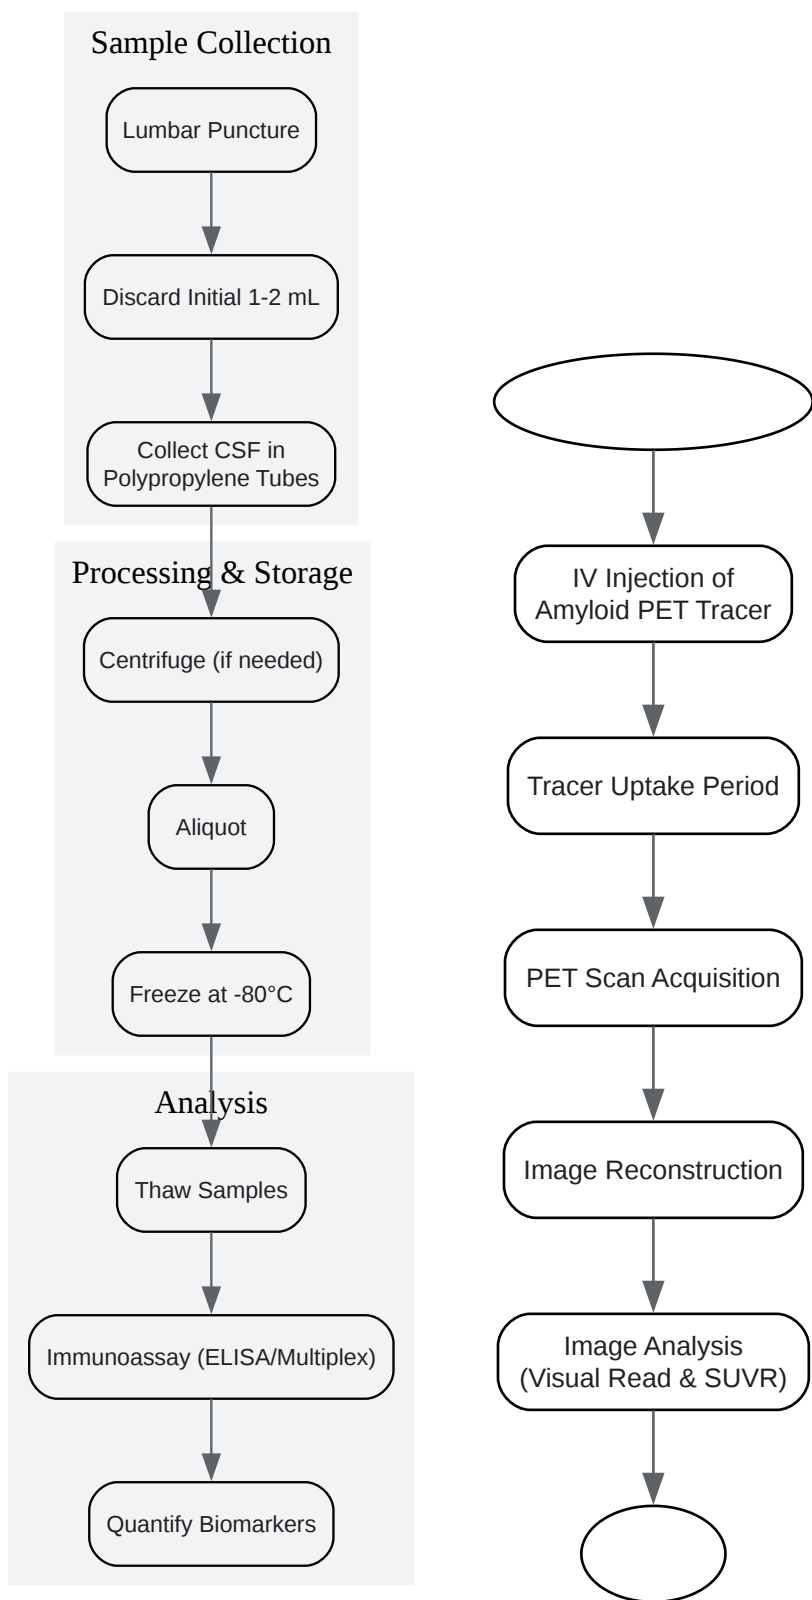 Sample Collection
Lumbar Puncture
Discard Initial 1-2 mL
Collect CSF in
Polypropylene Tubes
Processing & Storage
Centrifuge (if needed)
Aliquot
Freeze at -80°C
Analysis
Thaw Samples
Immunoassay (ELISA/Multiplex)
Quantify Biomarkers
IV Injection of
Amyloid PET Tracer
Tracer Uptake Period
PET Scan Acquisition
Image Reconstruction
Image Analysis
(Visual Read & SUVR)